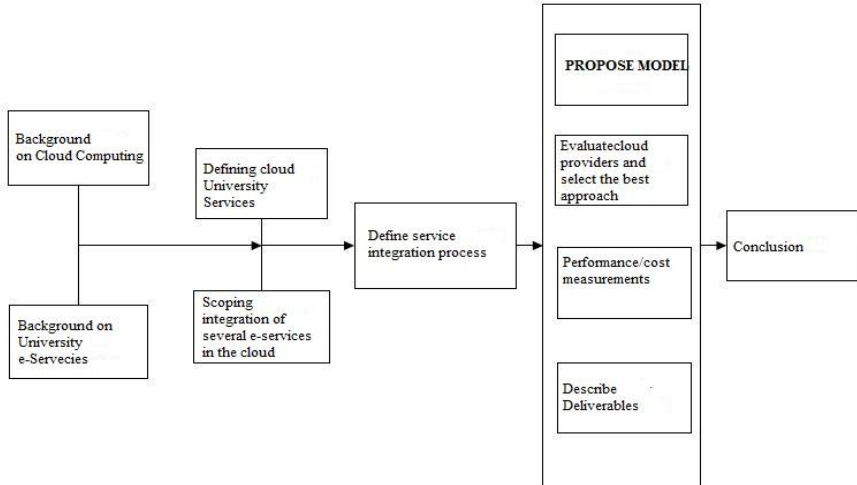 Background
on Cloud Computing
Background on
University
e-Servecies
Defining cloud
University
Services
Scoping
integration of
several e-services
in the cloud
Define service
integration process
PROPOSE MODEL
Evaluatecloud
providers and
select the best
approach
Performance/cost
measurements
Describe
Deliverables
Conclusion